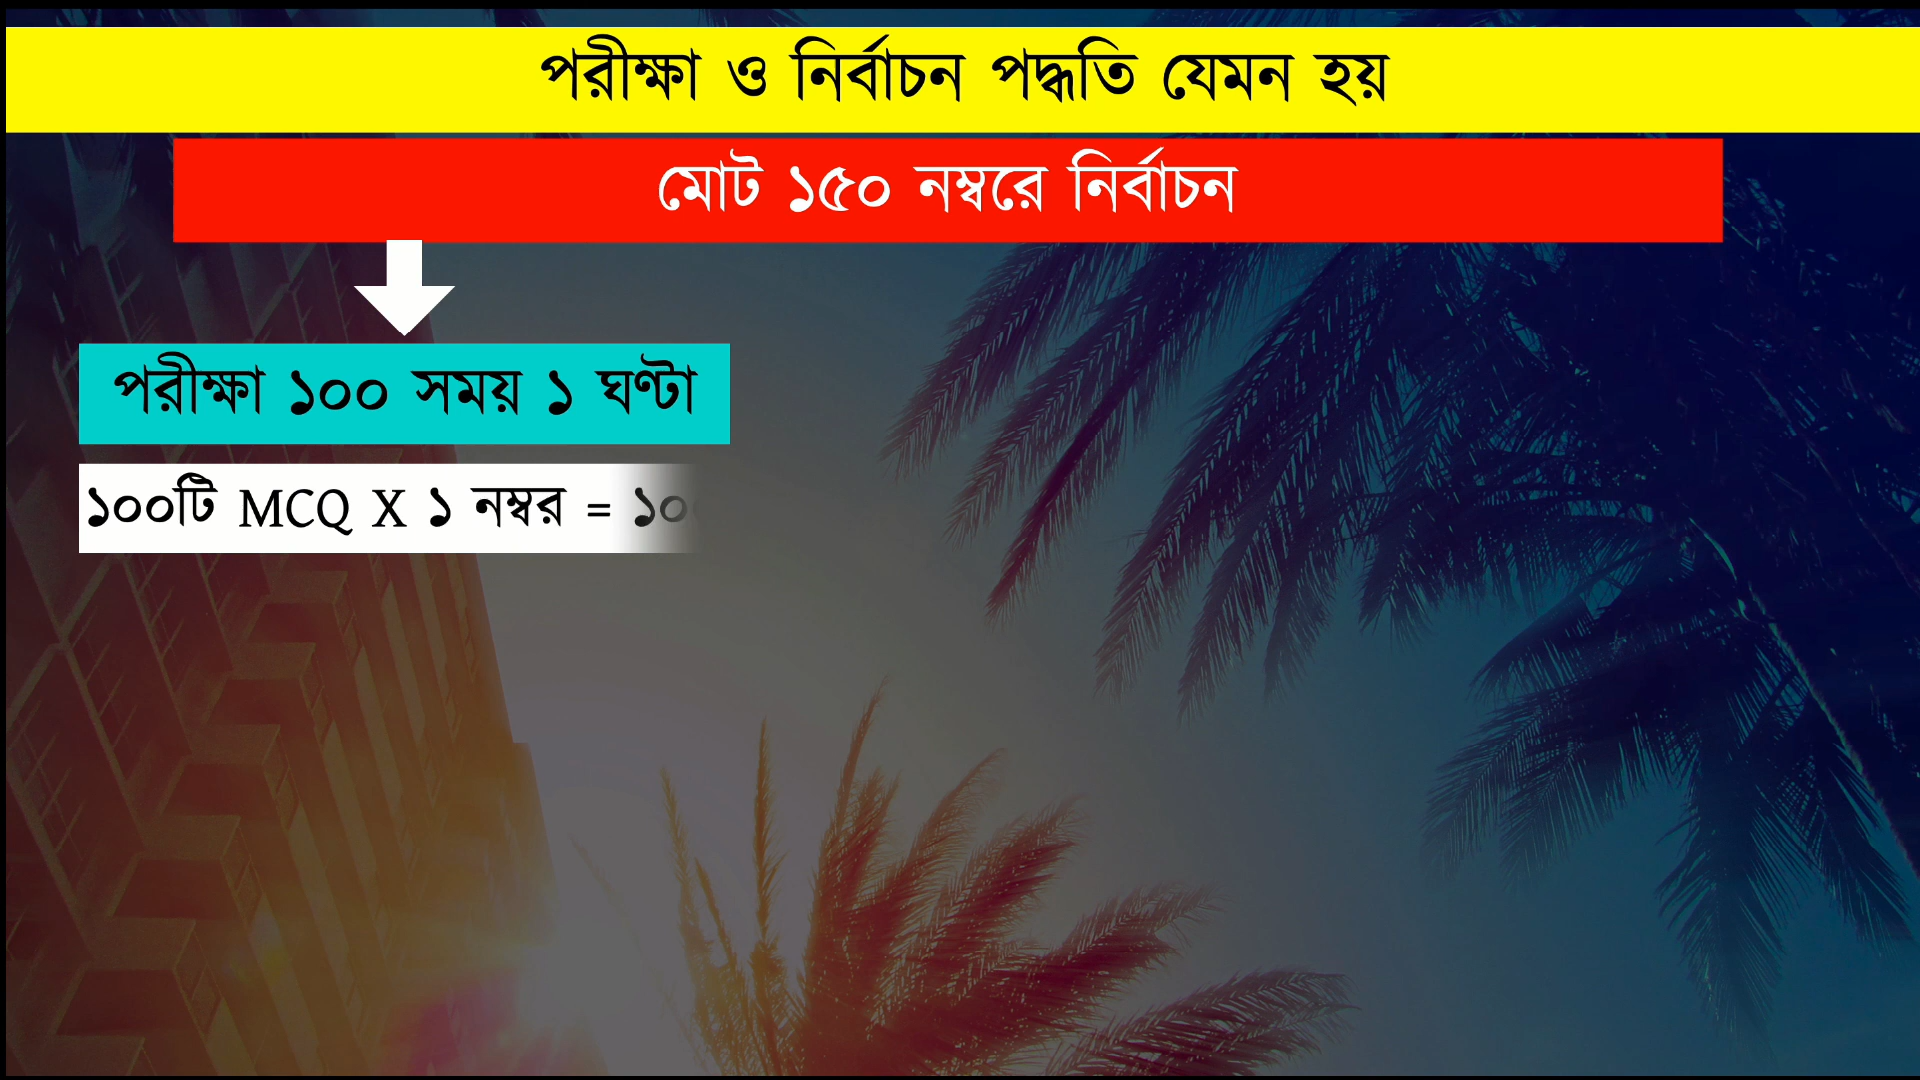 পরীক্ষা ও নির্বাচন পদ্ধতি যেমন হয়
মোট ১৫০ নম্বরে নির্বাচন
পরীক্ষা ১০০ সময় ১ ঘণ্টা
১০০টি MCQ X ১ নম্বর =